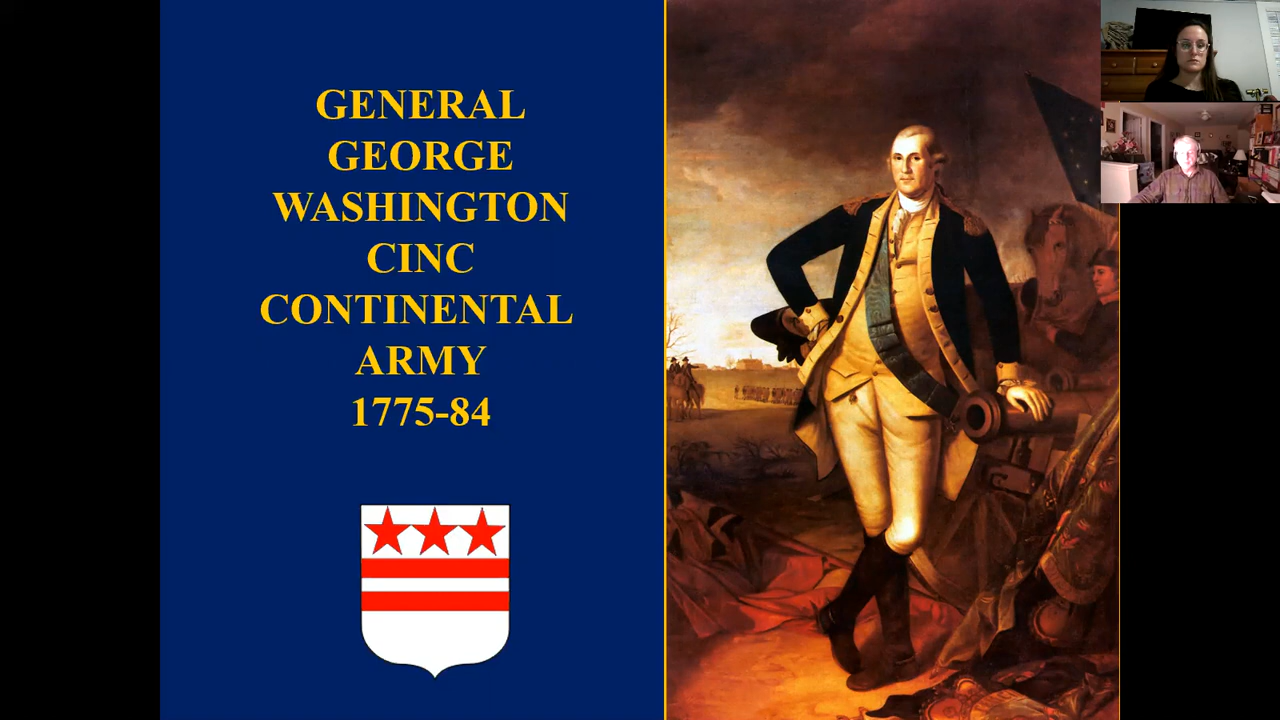 GENERAL
GEORGE
WASHINGTON
CINC
CONTINENTAL
ARMY
1775-84